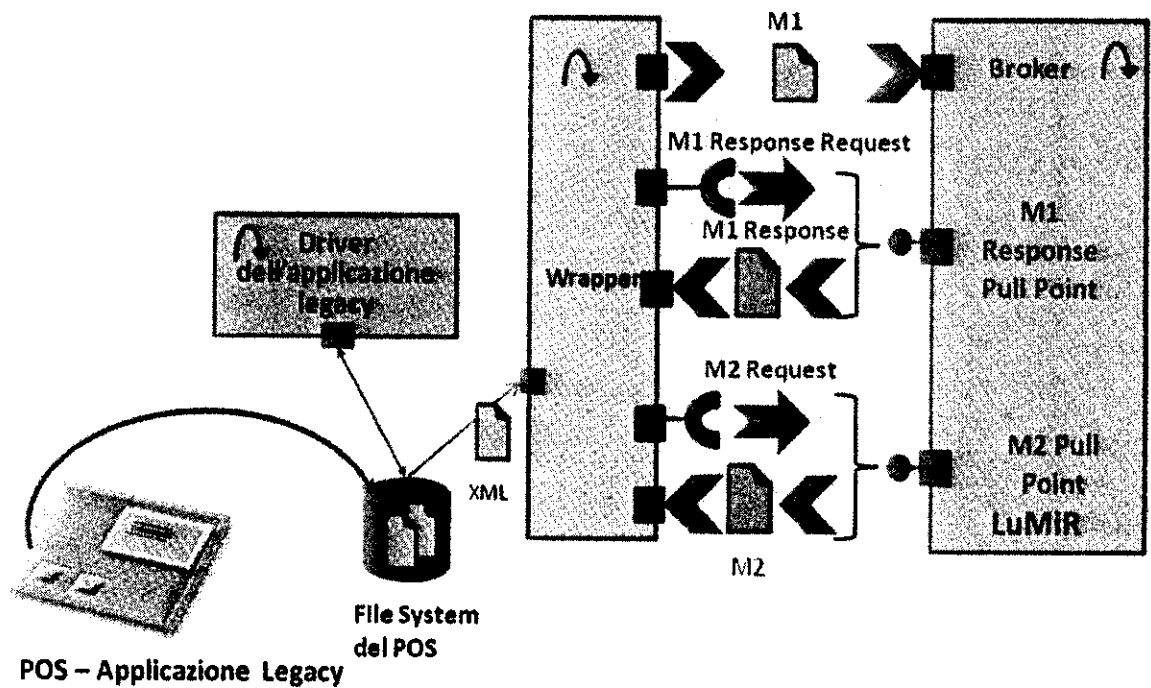 M1
Broker
M1 Response Request
M1 Response
M1
Response
Pull Point
Driver
dell'applicazione
legacy
Wrapper
M2 Request
XML
M2 Pull
Point
LuMiR
M2
File System
del POS
POS – Applicazione Legacy